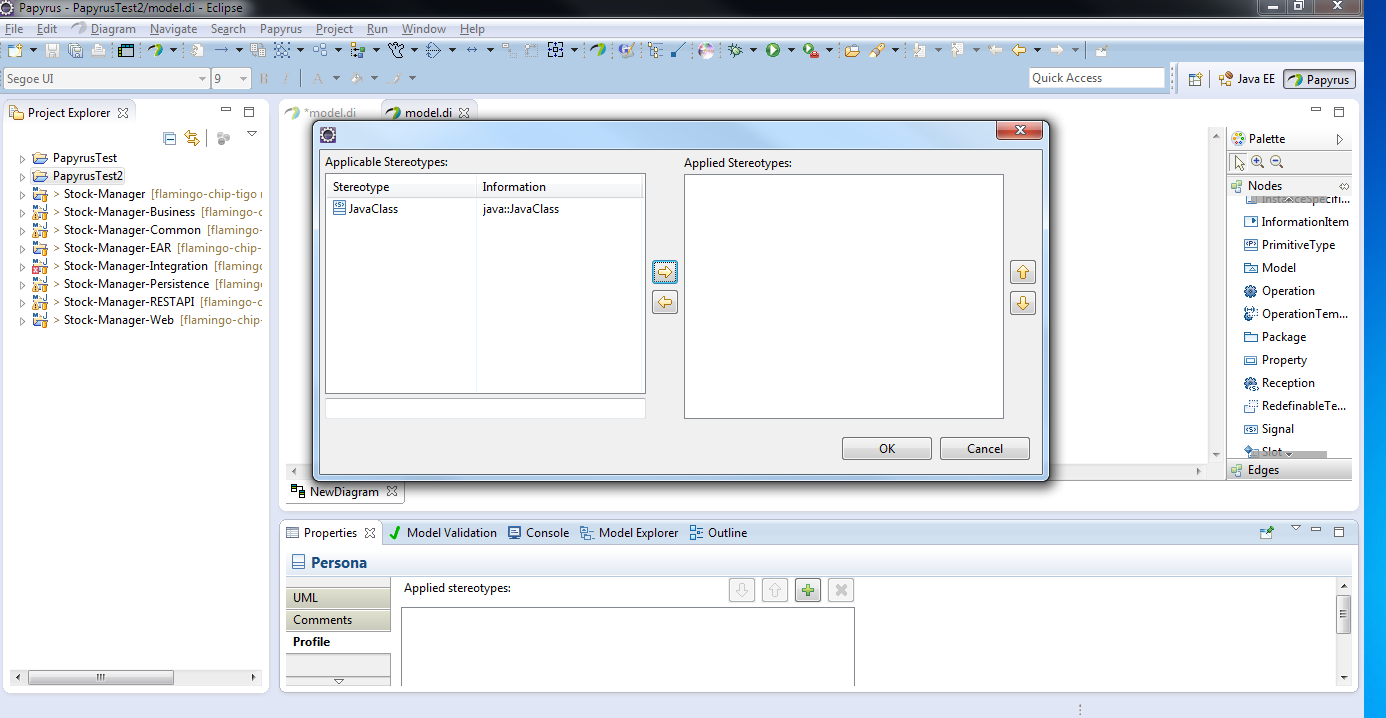 Papyrus - PapyrusTest2/model.di - Eclipse
File Edit Diagram Navigate Search Papyrus Project Run Window Help
Segoe UI 9 B I A Quick Access Java EE Papyrus
Project Explorer
PapyrusTest
PapyrusTest2
> Stock-Manager [flamingo-chip-tigo
> Stock-Manager-Business [flamingo-c
> Stock-Manager-Common [flamingo-
> Stock-Manager-EAR [flamingo-chip-
> Stock-Manager-Integration [flaming
> Stock-Manager-Persistence [flaming
> Stock-Manager-RESTAPI [flamingo-c
> Stock-Manager-Web [flamingo-chip-
*model.di model.di
Applicable Stereotypes:
Stereotype Information
JavaClass java::JavaClass
Applied Stereotypes:
OK Cancel
Palette
Nodes
InstanceSpecifi...
InformationItem
PrimitiveType
Model
Operation
OperationTem...
Package
Property
Reception
RedefinableTe...
Signal
Slot
Edges
NewDiagram
Properties Model Validation Console Model Explorer Outline
Persona
UML
Comments
Profile
Applied stereotypes: